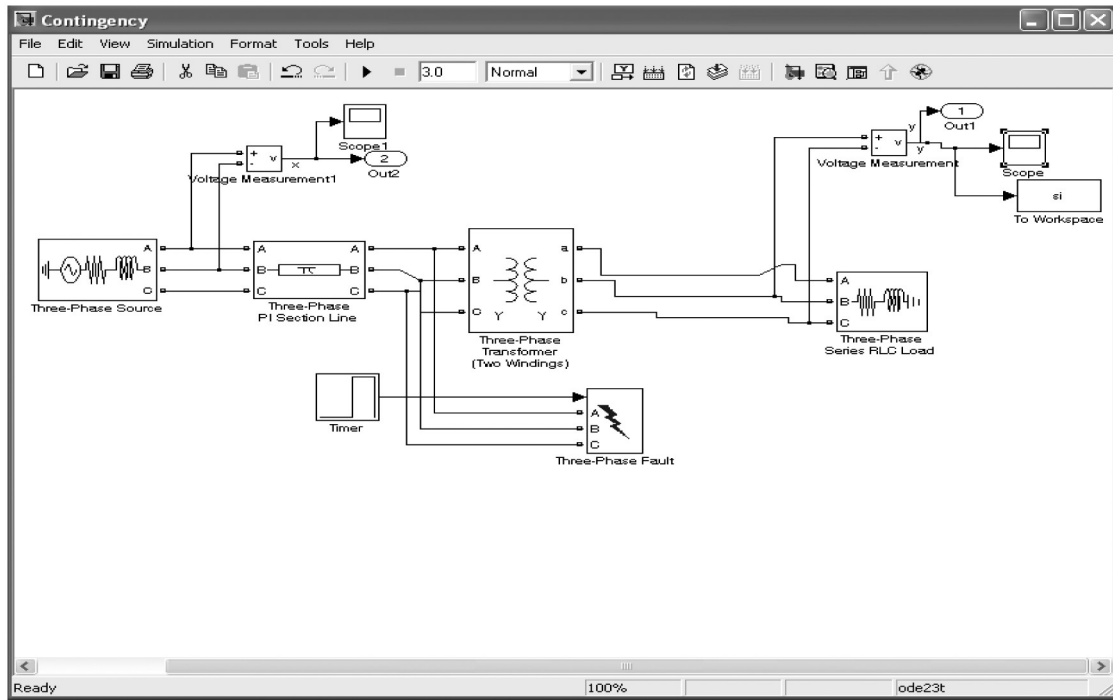 Contingency
File Edit View Simulation Format Tools Help
3.0 Normal
Scope1
+
-
v
x
2
Out2
Voltage Measurement1
1
Out1
y
+
-
v
y
Voltage Measurement
Scope
si
To Workspace
A
B
C
Three-Phase Source
A A
B B
C C
Three-Phase
PI Section Line
A a
B b
C c
Y Y
Three-Phase
Transformer
(Two Windings)
A
B
C
Three-Phase
Series RLC Load
Timer
A
B
C
Three-Phase Fault
Ready 100% ode23t